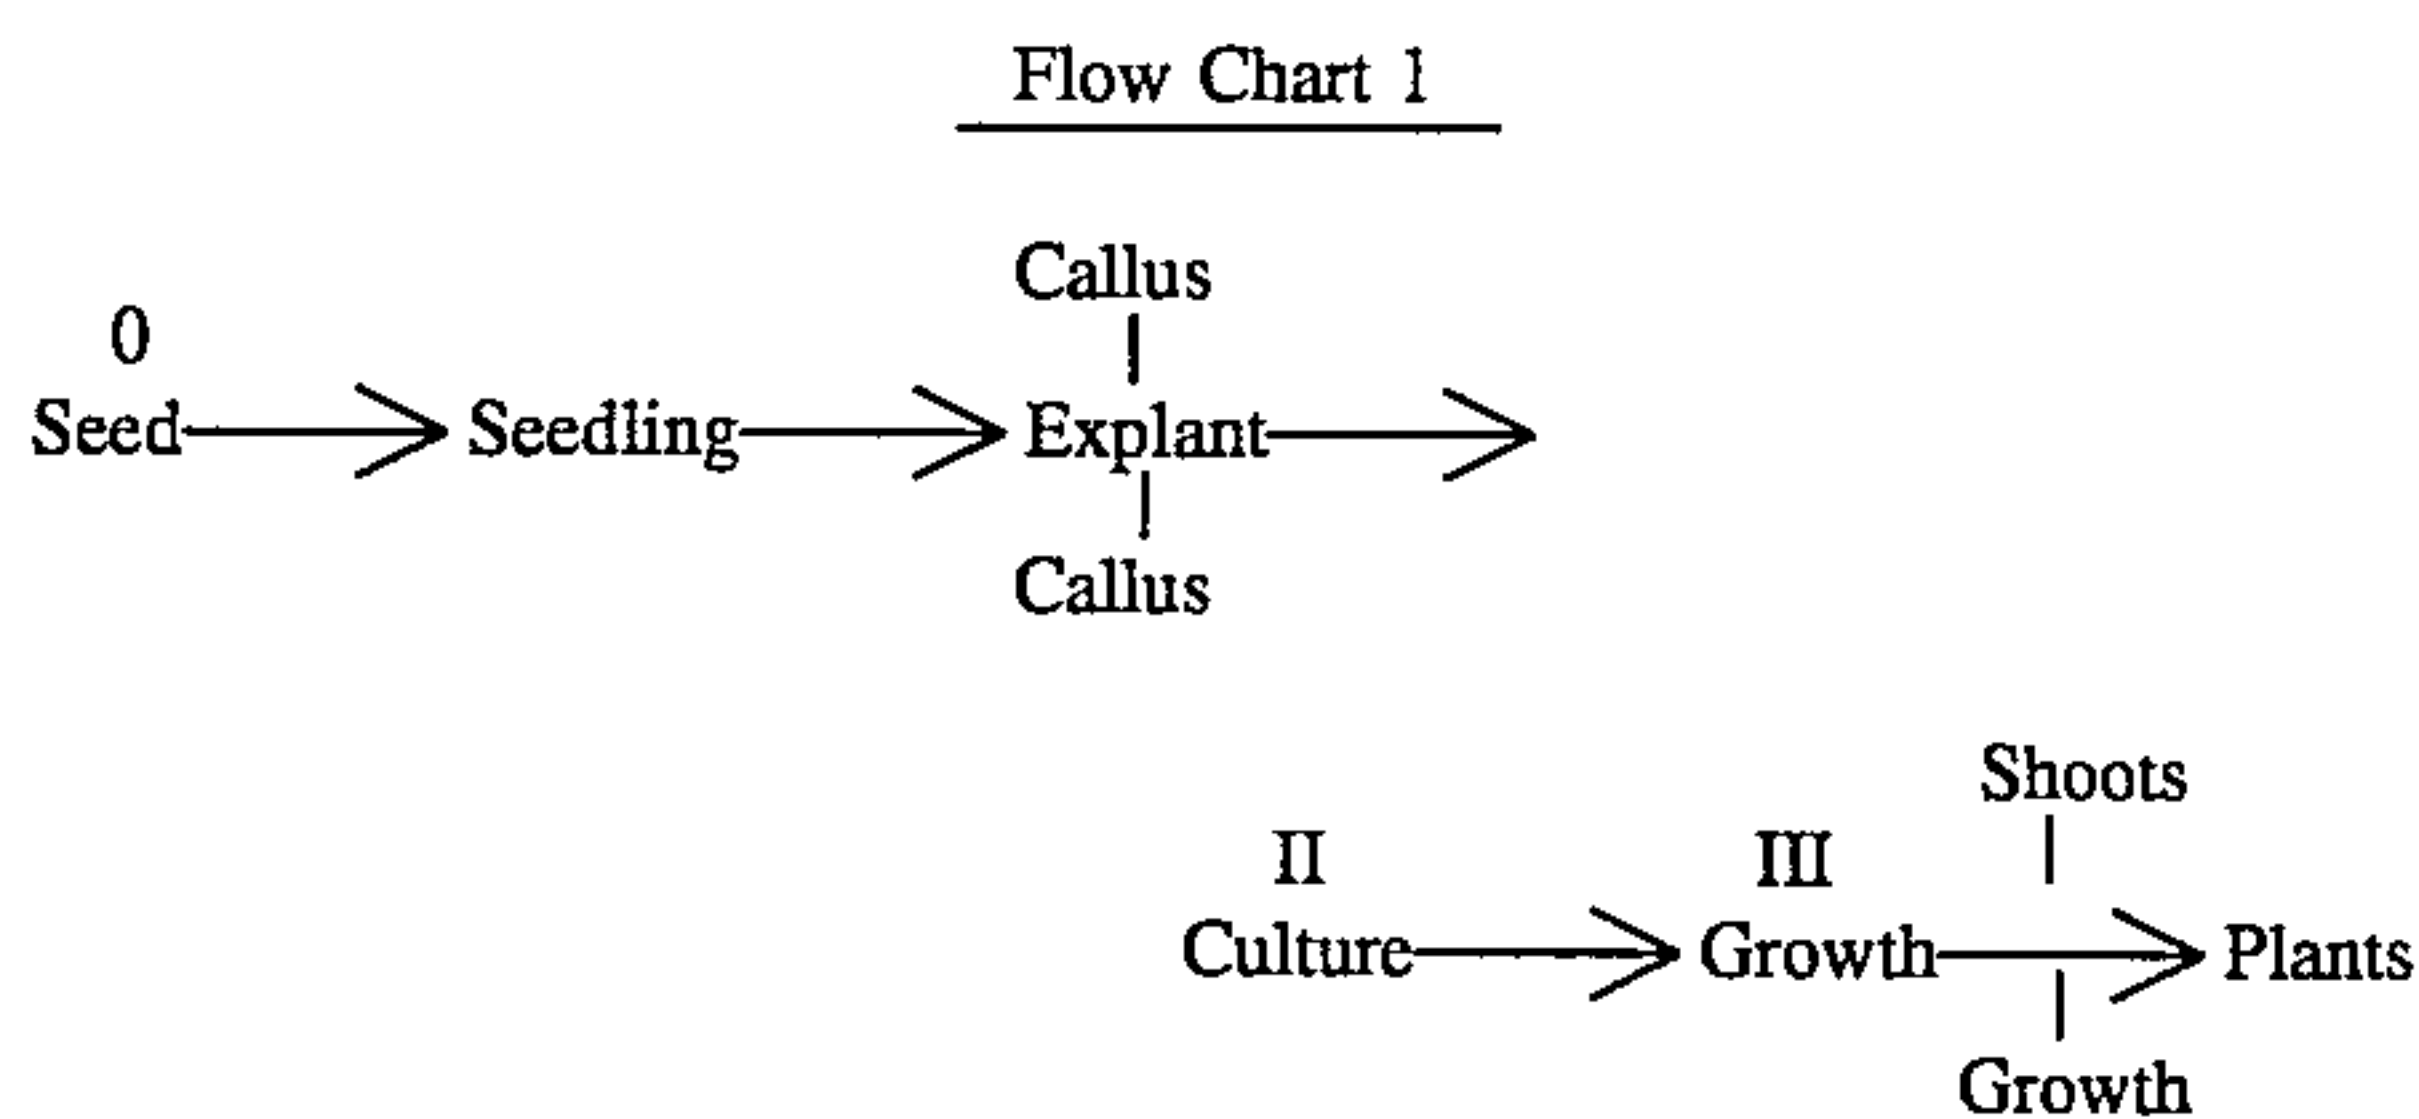 Flow Chart 1
Callus
0
Seed Seedling Explant
Callus
Shoots
II III
Culture Growth Plants
Growth